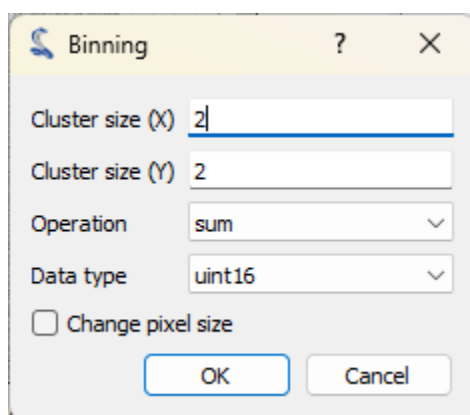 Binning ?
Cluster size (X) 2
Cluster size (Y) 2
Operation sum
Data type uint16
Change pixel size
OK Cancel